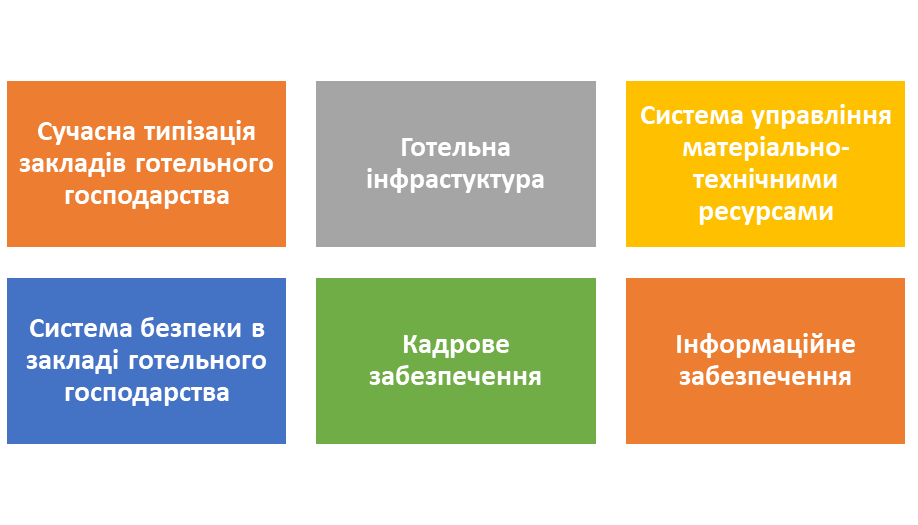 Сучасна типізація
закладів готельного
господарства
Готельна
інфрастуктура
Система управління
матеріально-
технічними
ресурсами
Система безпеки в
закладі готельного
господарства
Кадрове
забезпечення
Інформаційне
забезпечення